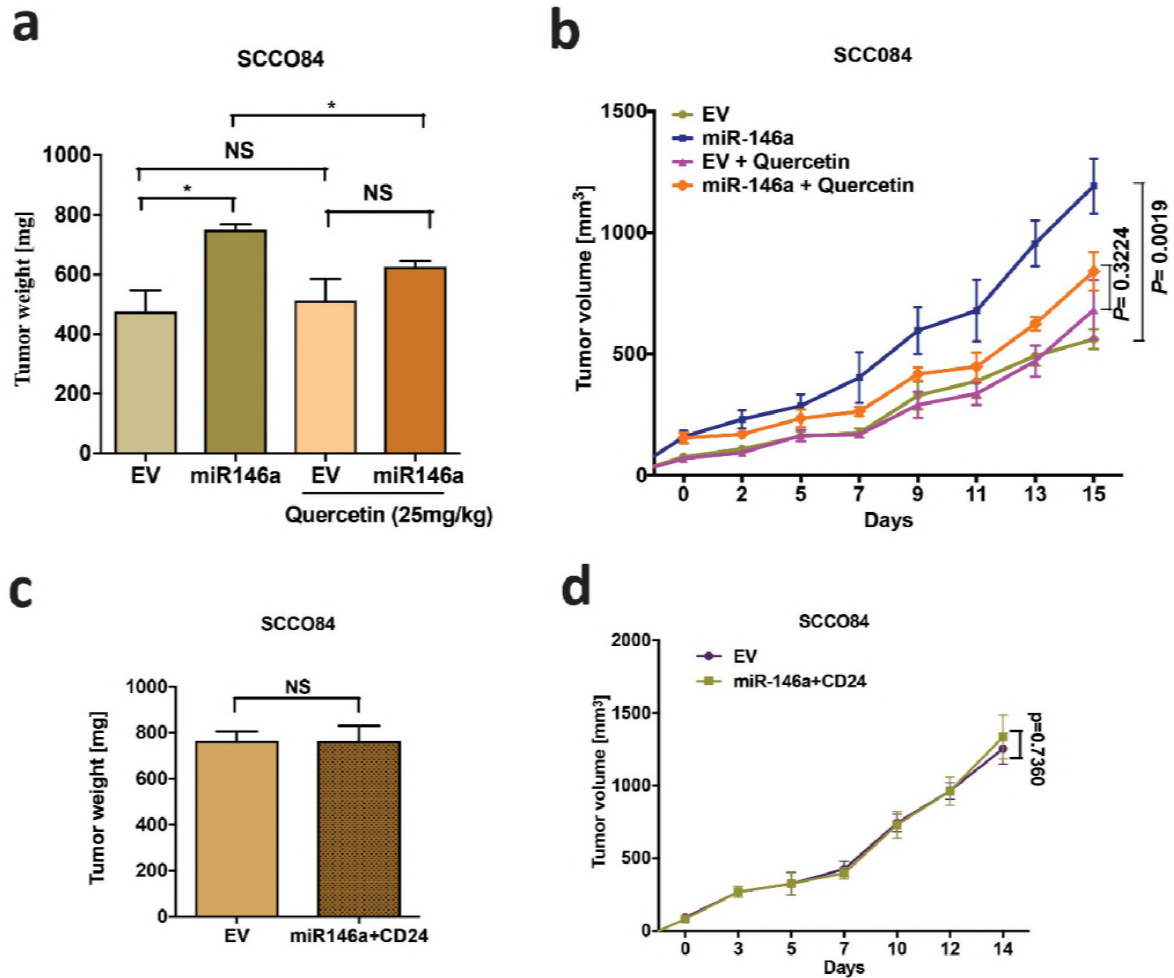 a
SCCO84
*
NS
*
NS
1000
800
600
400
200
0
Tumor weight [mg]
EV
miR146a
EV
miR146a
Quercetin (25mg/kg)
b
SCC084
EV
miR-146a
EV + Quercetin
miR-146a + Quercetin
1500
1000
500
0
Tumor volume [mm³]
0 2 5 7 9 11 13 15
Days
P= 0.3224
P= 0.0019
c
SCCO84
NS
1000
800
600
400
200
0
Tumor weight [mg]
EV
miR146a+CD24
d
SCCO84
EV
miR-146a+CD24
2000
1500
1000
500
0
Tumor volume [mm³]
0 3 5 7 10 12 14
Days
p=0.7360